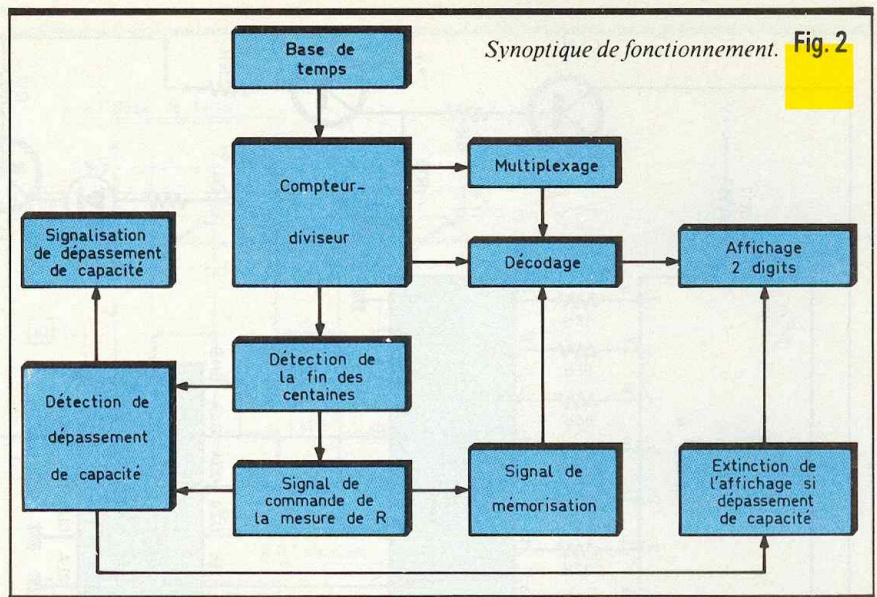 Synoptique de fonctionnement.
Fig. 2
Base de
temps
Compteur-
diviseur
Multiplexage
Signalisation
de dépassement
de capacité
Décodage
Affichage
2 digits
Détection de
la fin des
centaines
Détection de
dépassement
de capacité
Signal de
commande de
la mesure de R
Signal de
mémorisation
Extinction de
l'affichage si
dépassement
de capacité